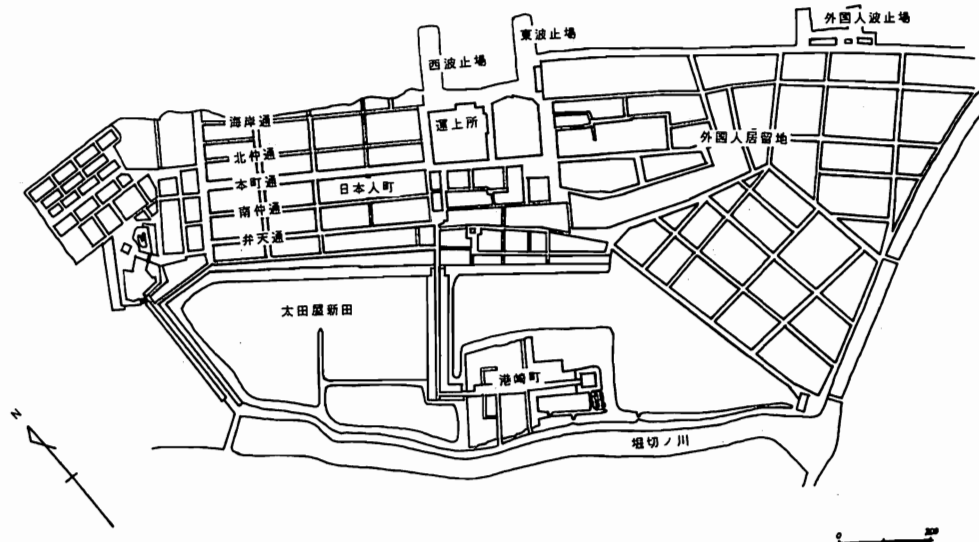 外国人波止場
東波止場
西波止場
海岸通
運上所
外国人居留地
北仲通
本町通
日本人町
南仲通
弁天通
太田屋新田
港崎町
堀切ノ川
N
0